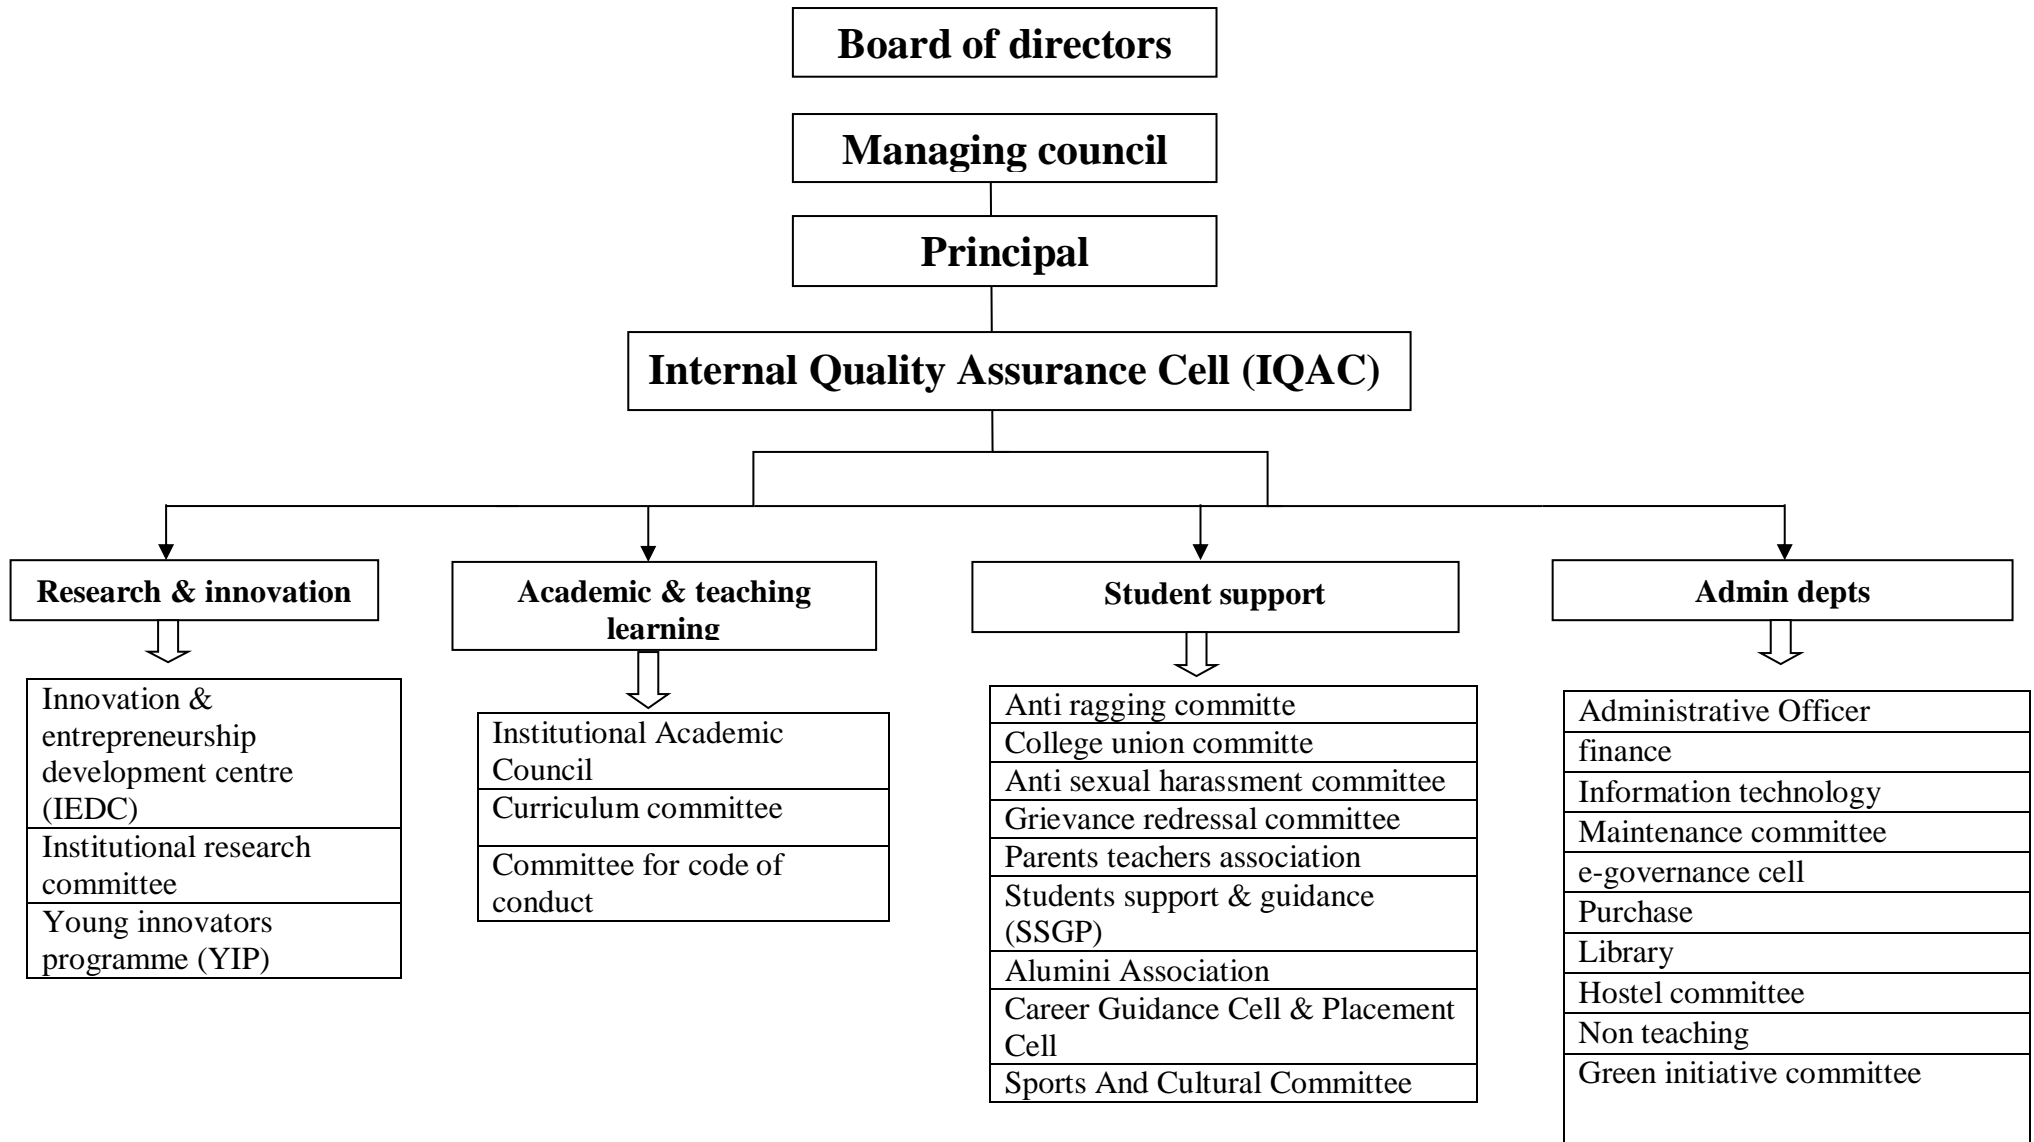 Board of directors
Managing council
Principal
Internal Quality Assurance Cell (IQAC)
Research & innovation
Academic & teaching
learning
Student support
Admin depts
Innovation &
entrepreneurship
development centre
(IEDC)
Institutional research
committee
Young innovators
programme (YIP)
Institutional Academic
Council
Curriculum committee
Committee for code of
conduct
Anti ragging committe
College union committe
Anti sexual harassment committee
Grievance redressal committee
Parents teachers association
Students support & guidance
(SSGP)
Alumini Association
Career Guidance Cell & Placement
Cell
Sports And Cultural Committee
Administrative Officer
finance
Information technology
Maintenance committee
e-governance cell
Purchase
Library
Hostel committee
Non teaching
Green initiative committee